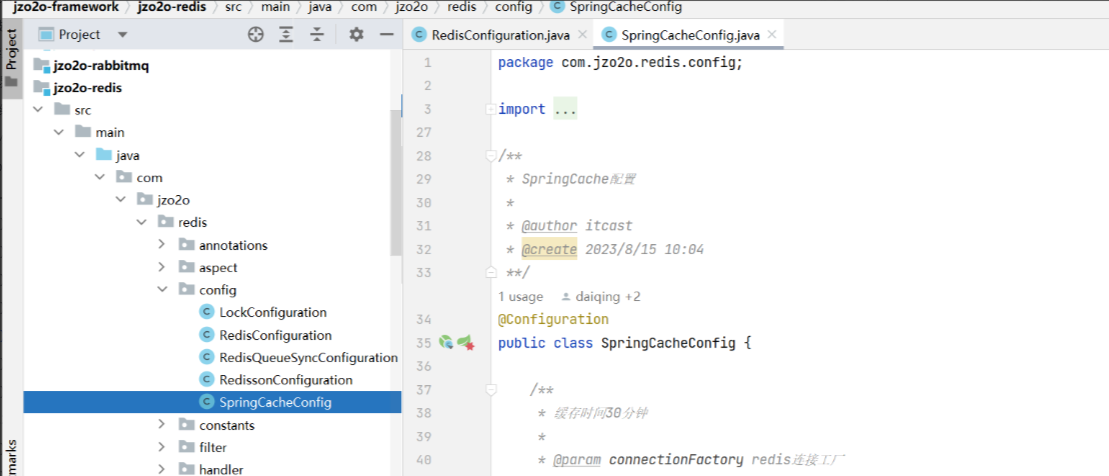 jzo2o-framework jzo2o-redis src main java com jzo2o redis config SpringCacheConfig
Project
Project
RedisConfiguration.java
SpringCacheConfig.java
jzo2o-rabbitmq
jzo2o-redis
src
main
java
com
jzo2o
redis
annotations
aspect
config
LockConfiguration
RedisConfiguration
RedisQueueSyncConfiguration
RedissonConfiguration
SpringCacheConfig
constants
filter
handler
marks
1 package com.jzo2o.redis.config;
2
3 import ...
27
28 /**
29 * SpringCache配置
30 *
31 * @author itcast
32 * @create 2023/8/15 10:04
33 **/
1 usage daiqing +2
34 @Configuration
35 public class SpringCacheConfig {
36
37 /**
38 * 缓存时间30分钟
39 *
40 * @param connectionFactory redis连接工厂